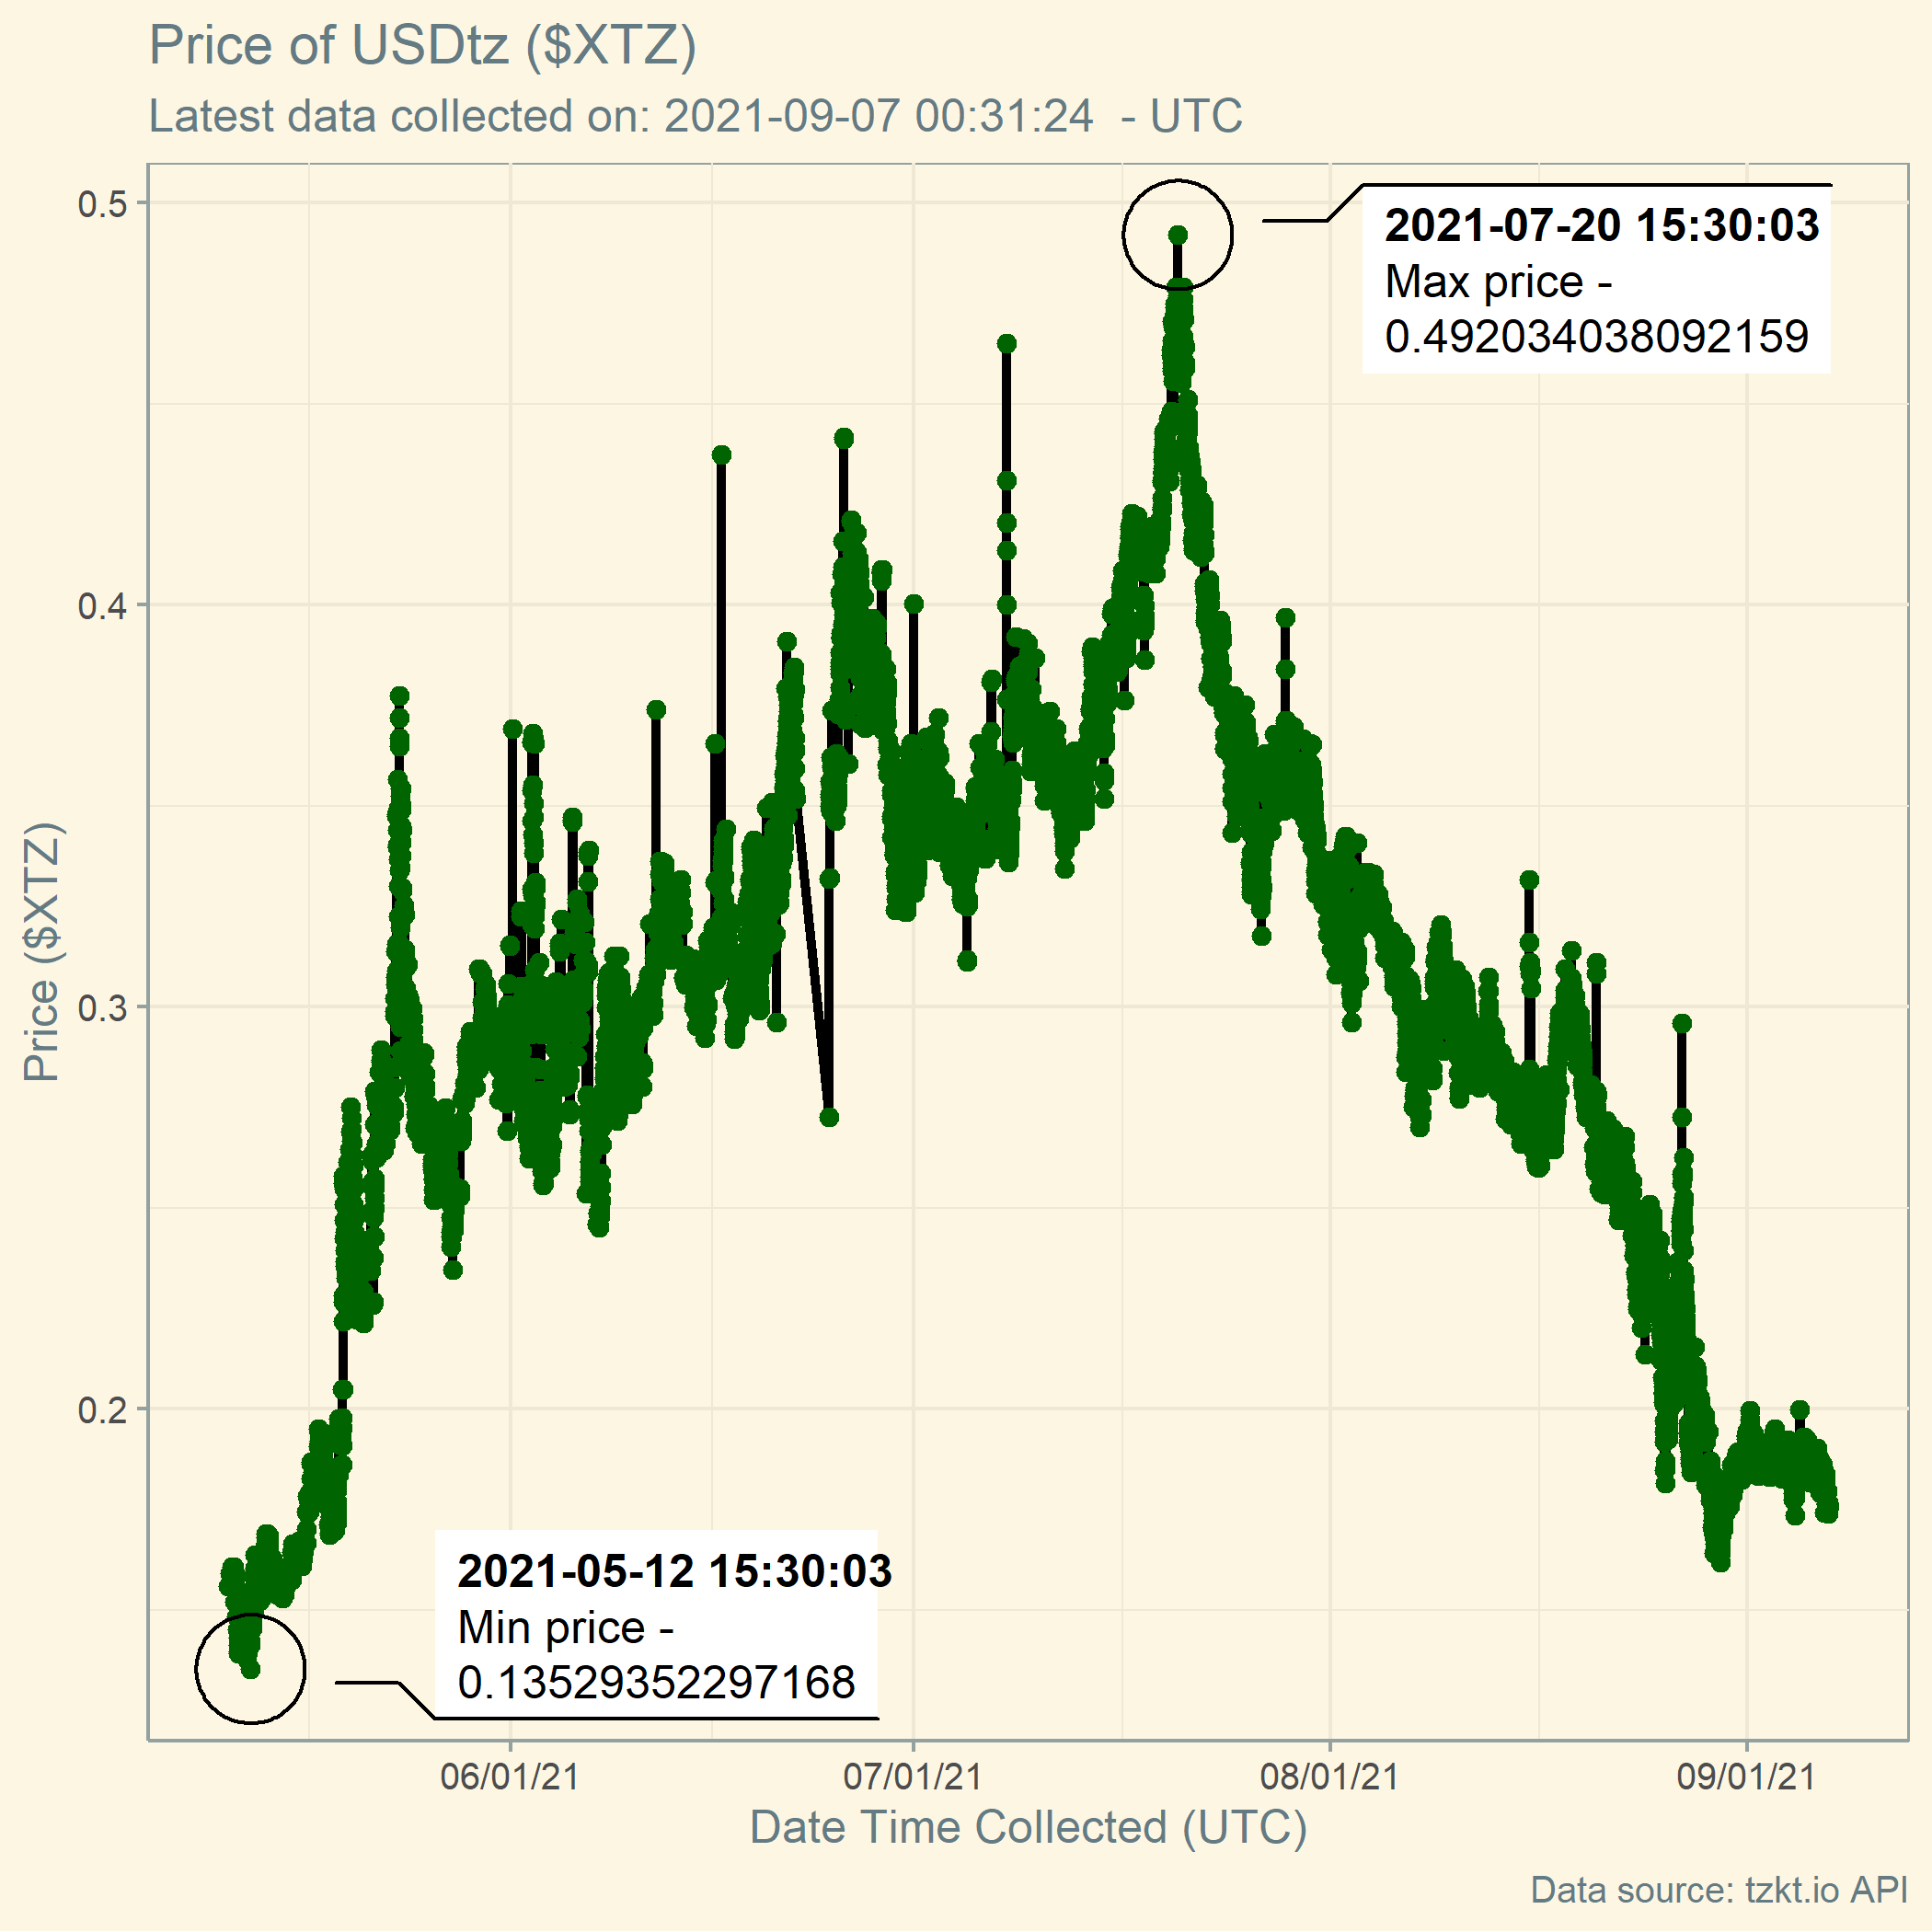 Price of USDtz ($XTZ)
Latest data collected on: 2021-09-07 00:31:24  - UTC
0.5
0.4
0.3
0.2
Price ($XTZ)
2021-07-20 15:30:03
Max price -
0.492034038092159
2021-05-12 15:30:03
Min price -
0.13529352297168
06/01/21
07/01/21
08/01/21
09/01/21
Date Time Collected (UTC)
Data source: tzkt.io API